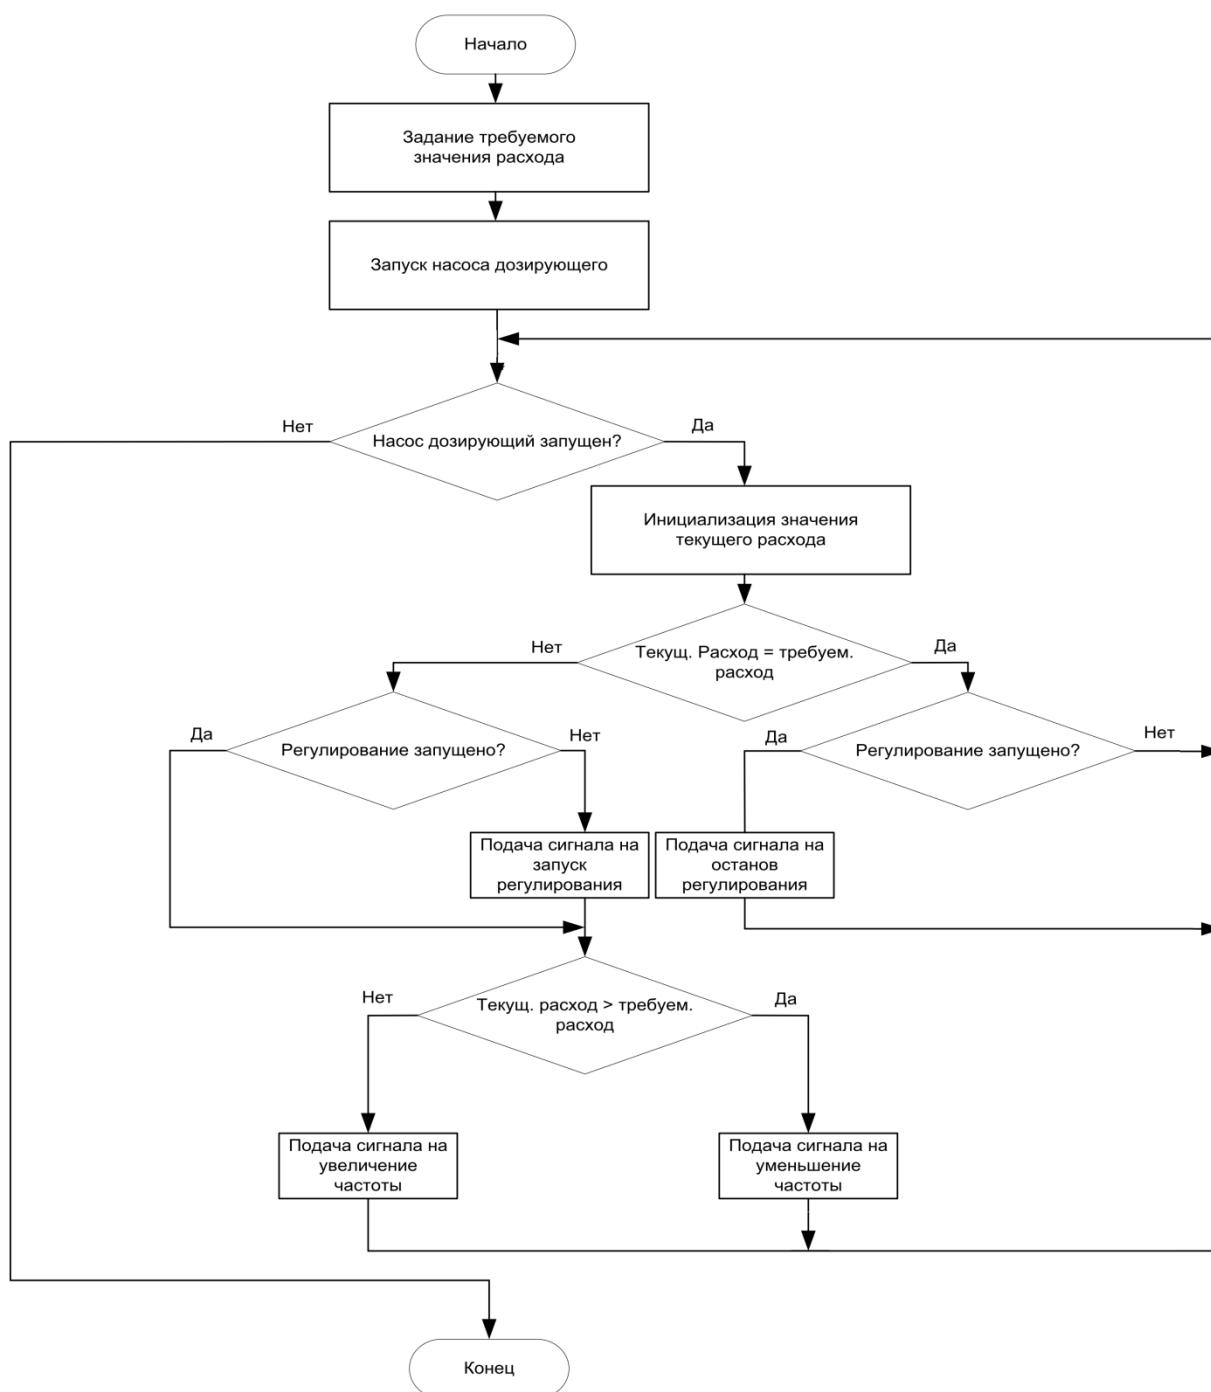 Начало
Задание требуемого
значения расхода
Запуск насоса дозирующего
Нет
Насос дозирующий запущен?
Да
Инициализация значения
текущего расхода
Нет
Текущ. Расход = требуем.
расход
Да
Да
Регулирование запущено?
Нет
Да
Регулирование запущено?
Нет
Подача сигнала на
запуск
регулирования
Подача сигнала на
останов
регулирования
Нет
Текущ. расход > требуем.
расход
Да
Подача сигнала на
увеличение
частоты
Подача сигнала на
уменьшение
частоты
Конец